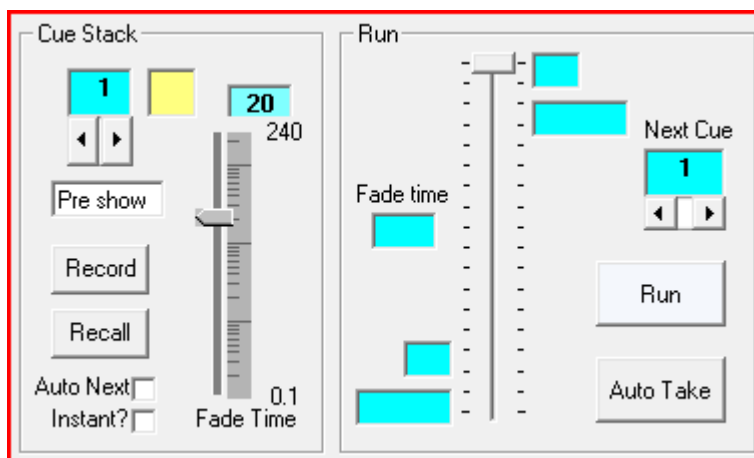 Cue Stack
1
20
240
Pre show
Record
Recall
Auto Next
Instant?
0.1
Fade Time
Run
Next Cue
1
Fade time
Run
Auto Take